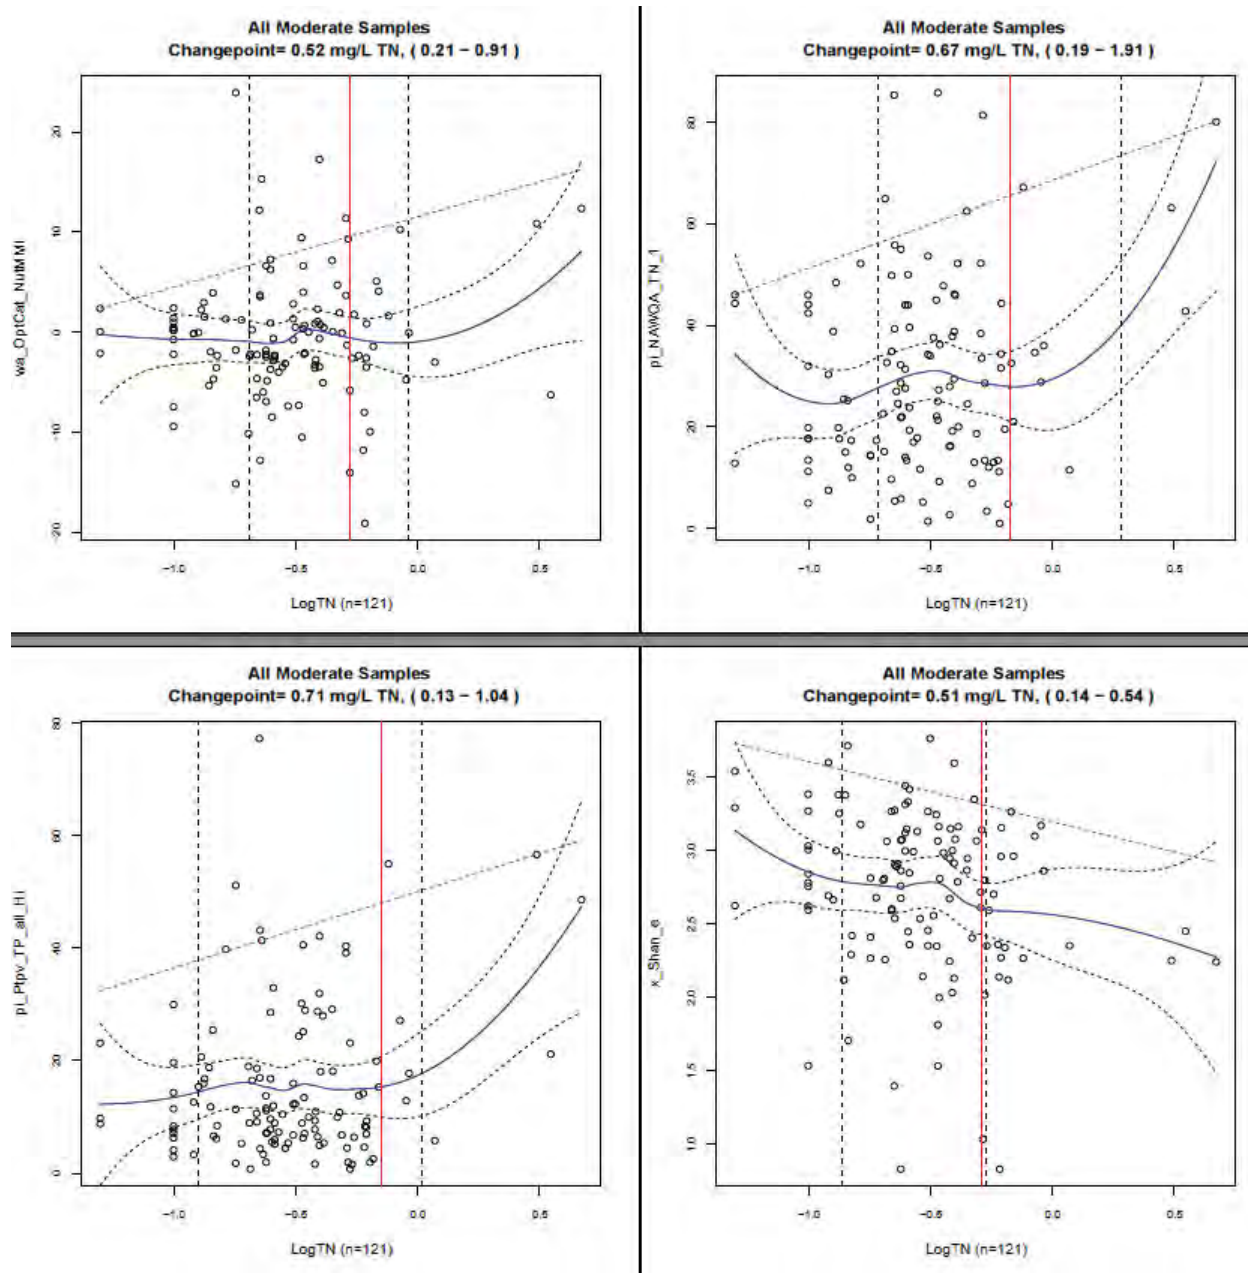 All Moderate Samples
Changepoint= 0.52 mg/L TN, ( 0.21 − 0.91 )
wa_OptCat_NutMMI
20
10
0
−10
−20
−1.0 −0.5 0.0 0.5
LogTN (n=121)
All Moderate Samples
Changepoint= 0.67 mg/L TN, ( 0.19 − 1.91 )
pi_NAWQA_TN_1
80
60
40
20
0
−1.0 −0.5 0.0 0.5
LogTN (n=121)
All Moderate Samples
Changepoint= 0.71 mg/L TN, ( 0.13 − 1.04 )
pi_Ptpv_TP_all_Hi
80
60
40
20
0
−1.0 −0.5 0.0 0.5
LogTN (n=121)
All Moderate Samples
Changepoint= 0.51 mg/L TN, ( 0.14 − 0.54 )
x_Shan_e
3.5
3.0
2.5
2.0
1.5
1.0
−1.0 −0.5 0.0 0.5
LogTN (n=121)